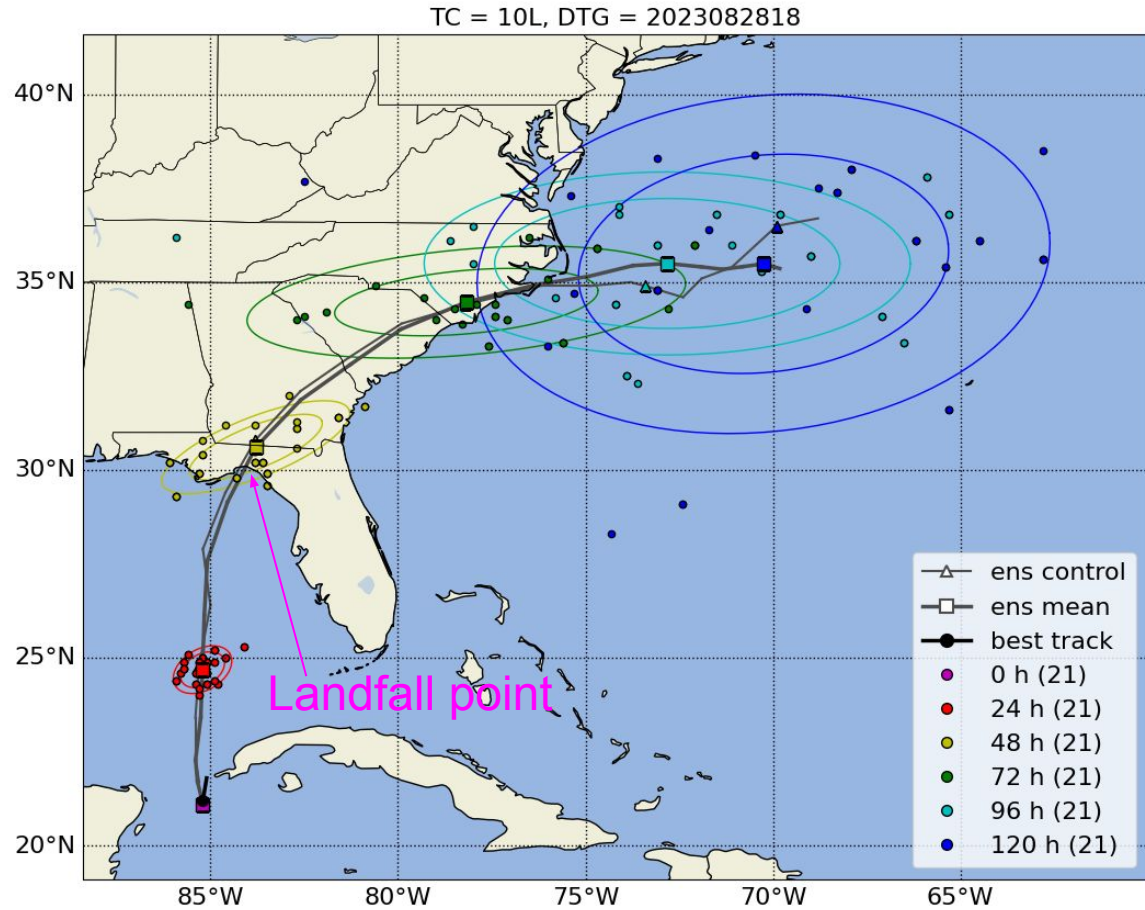 TC = 10L, DTG = 2023082818
40°N
35°N
30°N
25°N
20°N
Landfall point
ens control
ens mean
best track
0 h (21)
24 h (21)
48 h (21)
72 h (21)
96 h (21)
120 h (21)
85°W
80°W
75°W
70°W
65°W